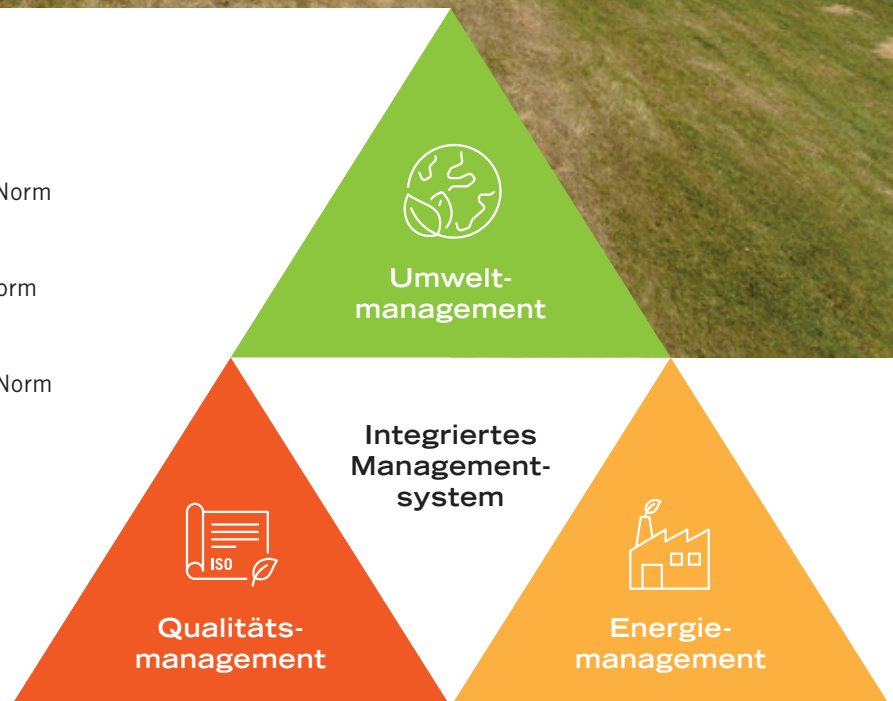 Norm
orm
Norm
Umwelt-
management
Integriertes
Management-
system
ISO
Qualitäts-
management
Energie-
management